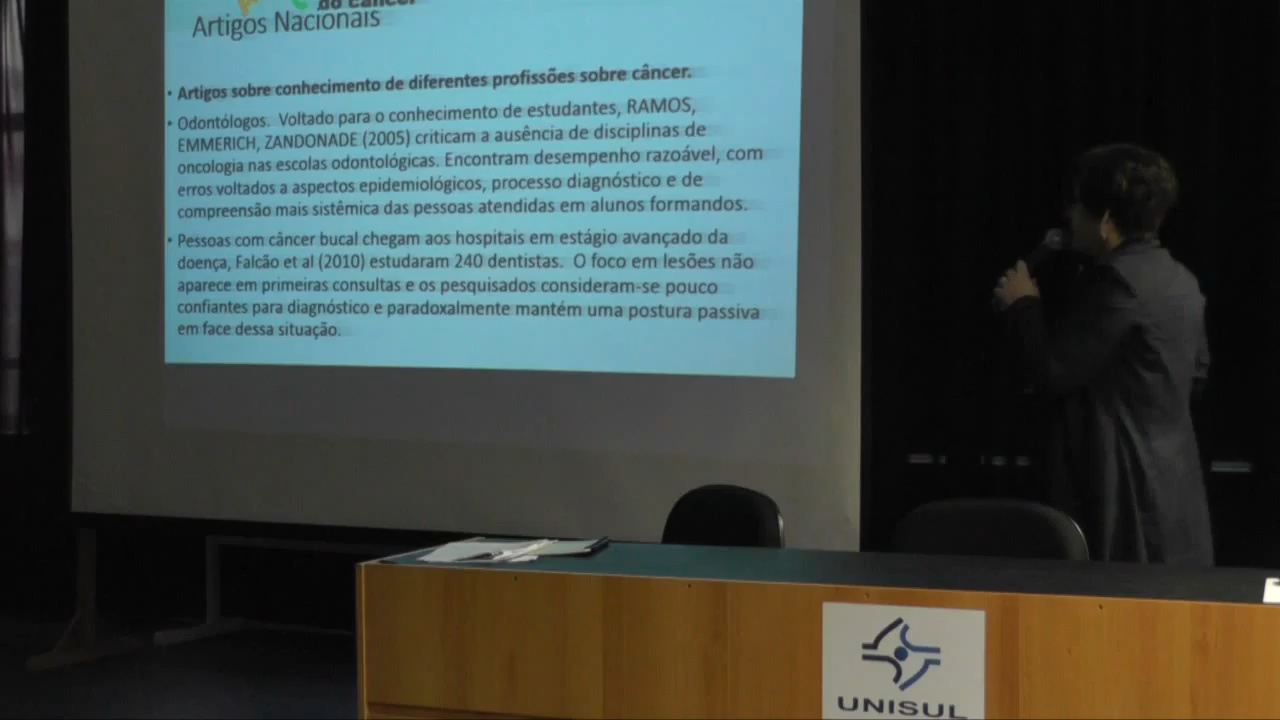 do câncer
Artigos Nacionais
• Artigos sobre conhecimento de diferentes profissões sobre câncer.
• Odontólogos. Voltado para o conhecimento de estudantes, RAMOS,
EMMERICH, ZANDONADE (2005) criticam a ausência de disciplinas de
oncologia nas escolas odontológicas. Encontram desempenho razoável, com
erros voltados a aspectos epidemiológicos, processo diagnóstico e de
compreensão mais sistêmica das pessoas atendidas em alunos formandos.
• Pessoas com câncer bucal chegam aos hospitais em estágio avançado da
doença, Falcão et al (2010) estudaram 240 dentistas. O foco em lesões não
aparece em primeiras consultas e os pesquisados consideram-se pouco
confiantes para diagnóstico e paradoxalmente mantém uma postura passiva
em face dessa situação.
UNISUL